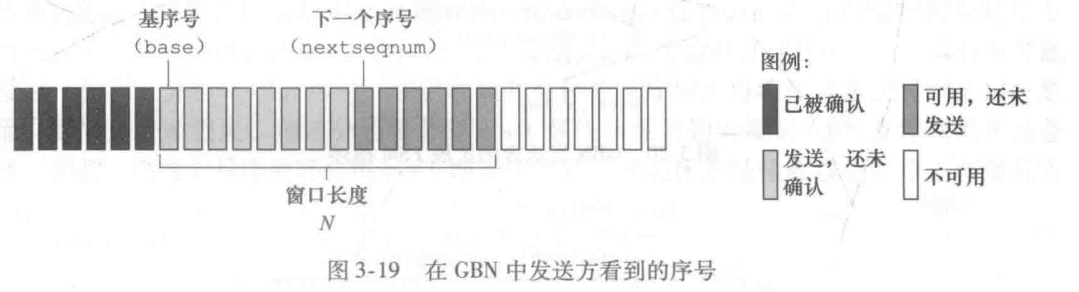 基序号
(base)
下一个序号
(nextseqnum)
窗口长度
N
图例:
已被确认
可用，还未
发送
发送，还未
确认
不可用
图 3-19 在 GBN 中发送方看到的序号